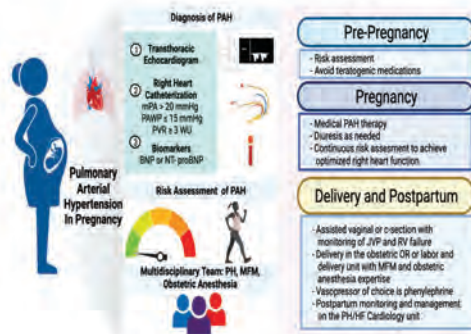 Diagnosis of PAH
1
Transthoracic
Echocardiogram
2
Right Heart
Catheterization
mPA > 20 mmHg
PAWP ≤ 15 mmHg
PVR ≥ 3 WU
3
Biomarkers
BNP or NT- proBNP
Pulmonary
Arterial
Hypertension
In Pregnancy
Risk Assessment of PAH
Multidisciplinary Team: PH, MFM,
Obstetric Anesthesia
Pre-Pregnancy
- Risk assessment
- Avoid teratogenic medications
Pregnancy
- Medical PAH therapy
- Diuresis as needed
- Continuous risk assesment to achieve
optimized right heart function
Delivery and Postpartum
- Assisted vaginal or c-section with
monitoring of JVP and RV failure
- Delivery in the obstetric OR or labor and
delivery unit with MFM and obstetric
anesthesia expertise
- Vasopressor of choice is phenylephrine
- Postpartum monitoring and management
on the PH/HF Cardiology unit